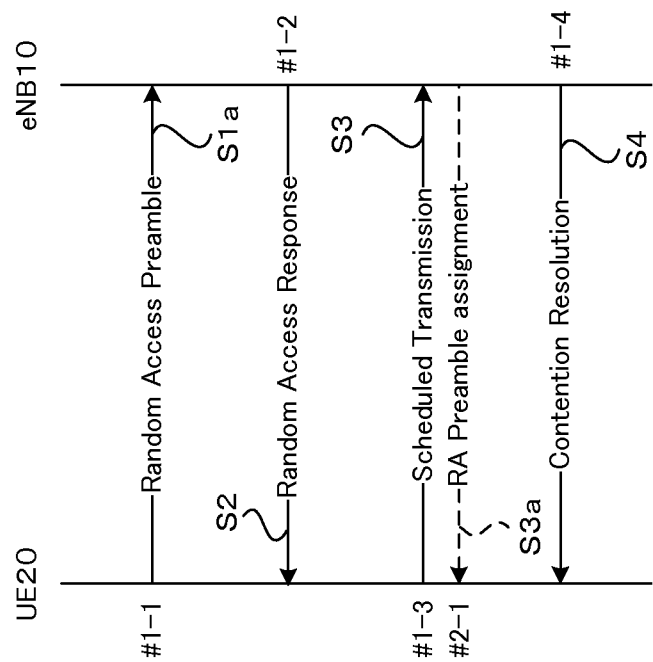 UE20
eNB10
#1-1
Random Access Preamble
S1a
S2
Random Access Response
#1-2
#1-3
Scheduled Transmission
S3
#2-1
RA Preamble assignment
S3a
Contention Resolution
S4
#1-4